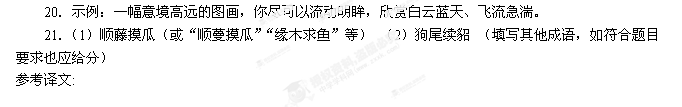 20. 示例：一幅意境高远的图画，你尽可以流动明眸，欣赏白云蓝天、飞流急湍。
21.（1）顺藤摸瓜（或“顺蔓摸瓜”“缘木求鱼”等） （2）狗尾续貂 （填写其他成语，如符合题目
要求也应给分）
参考译文: